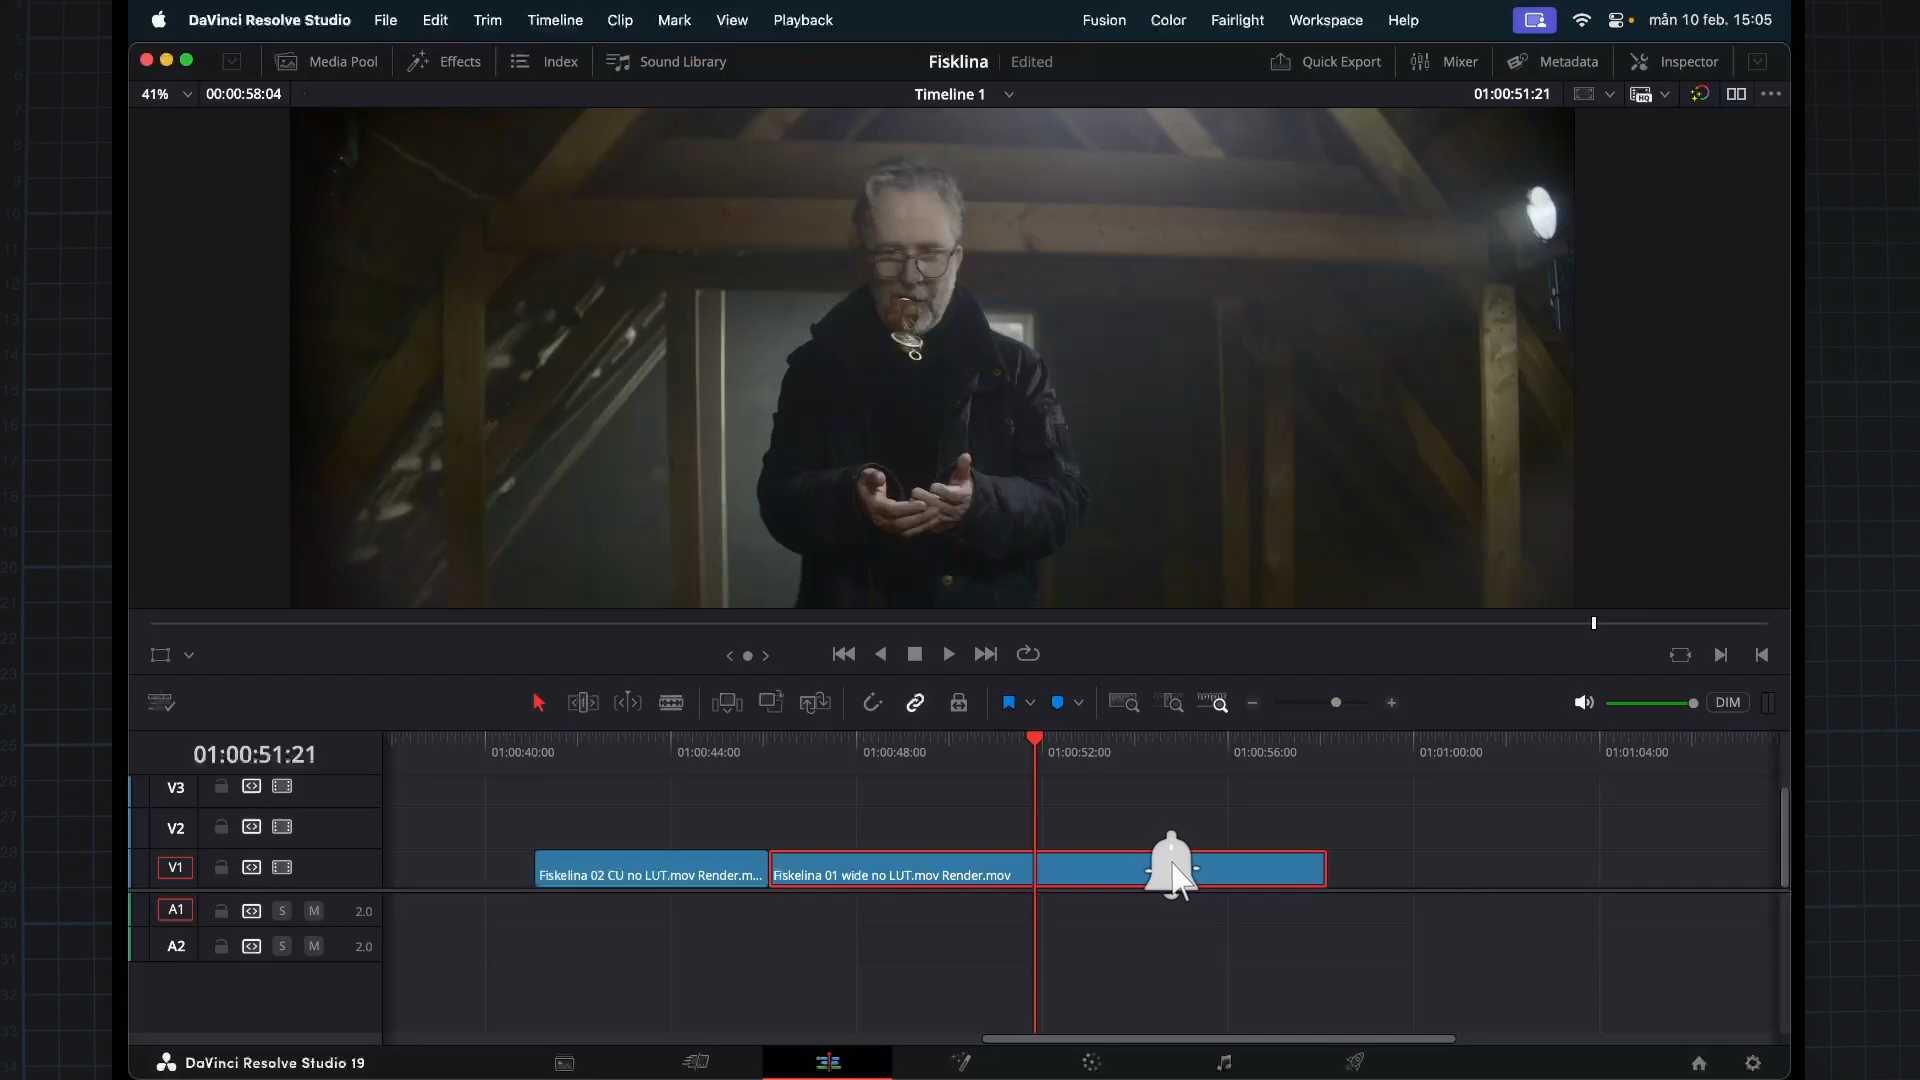 DaVinci Resolve Studio File Edit Trim Timeline Clip Mark View Playback Fusion Color Fairlight Workspace Help mån 10 feb. 15:05
Media Pool Effects Index Sound Library Fisklina Edited Quick Export Mixer Metadata Inspector
41% 00:00:58:04 Timeline 1 01:00:51:21 HQ
DIM
01:00:51:21 01:00:40:00 01:00:44:00 01:00:48:00 01:00:52:00 01:00:56:00 01:01:00:00 01:01:04:00
V3
V2
V1 Fiskelina 02 CU no LUT.mov Render.m... Fiskelina 01 wide no LUT.mov Render.mov
A1 S M 2.0
A2 S M 2.0
DaVinci Resolve Studio 19